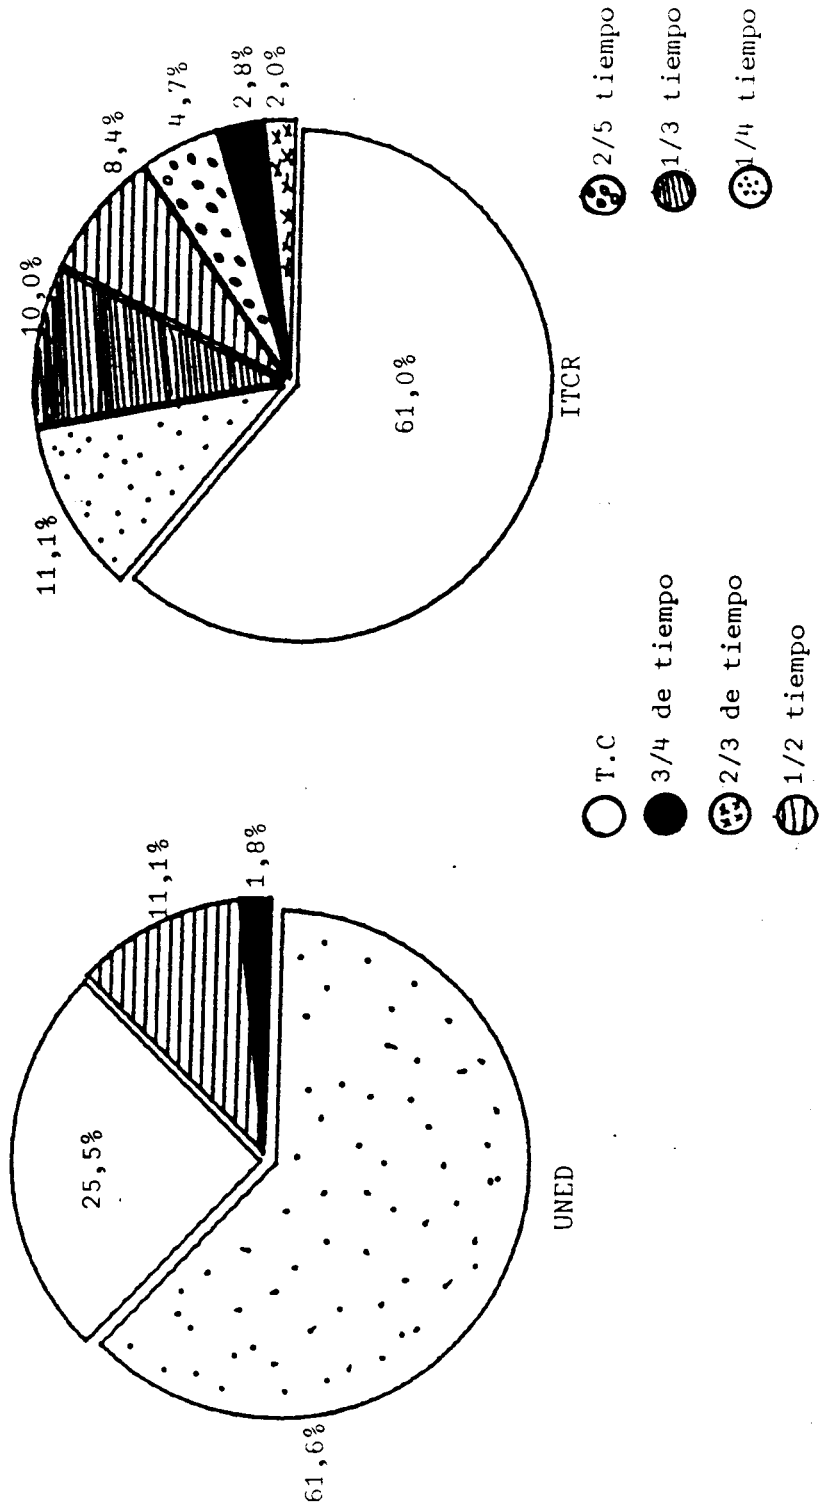 61,6%
25,5%
11,1%
1,8%
UNED
11,1%
10,0%
8,4%
4,7%
2,8%
2,0%
61,0%
ITCR
T.C
3/4 de tiempo
2/3 de tiempo
1/2 tiempo
2/5 tiempo
1/3 tiempo
1/4 tiempo